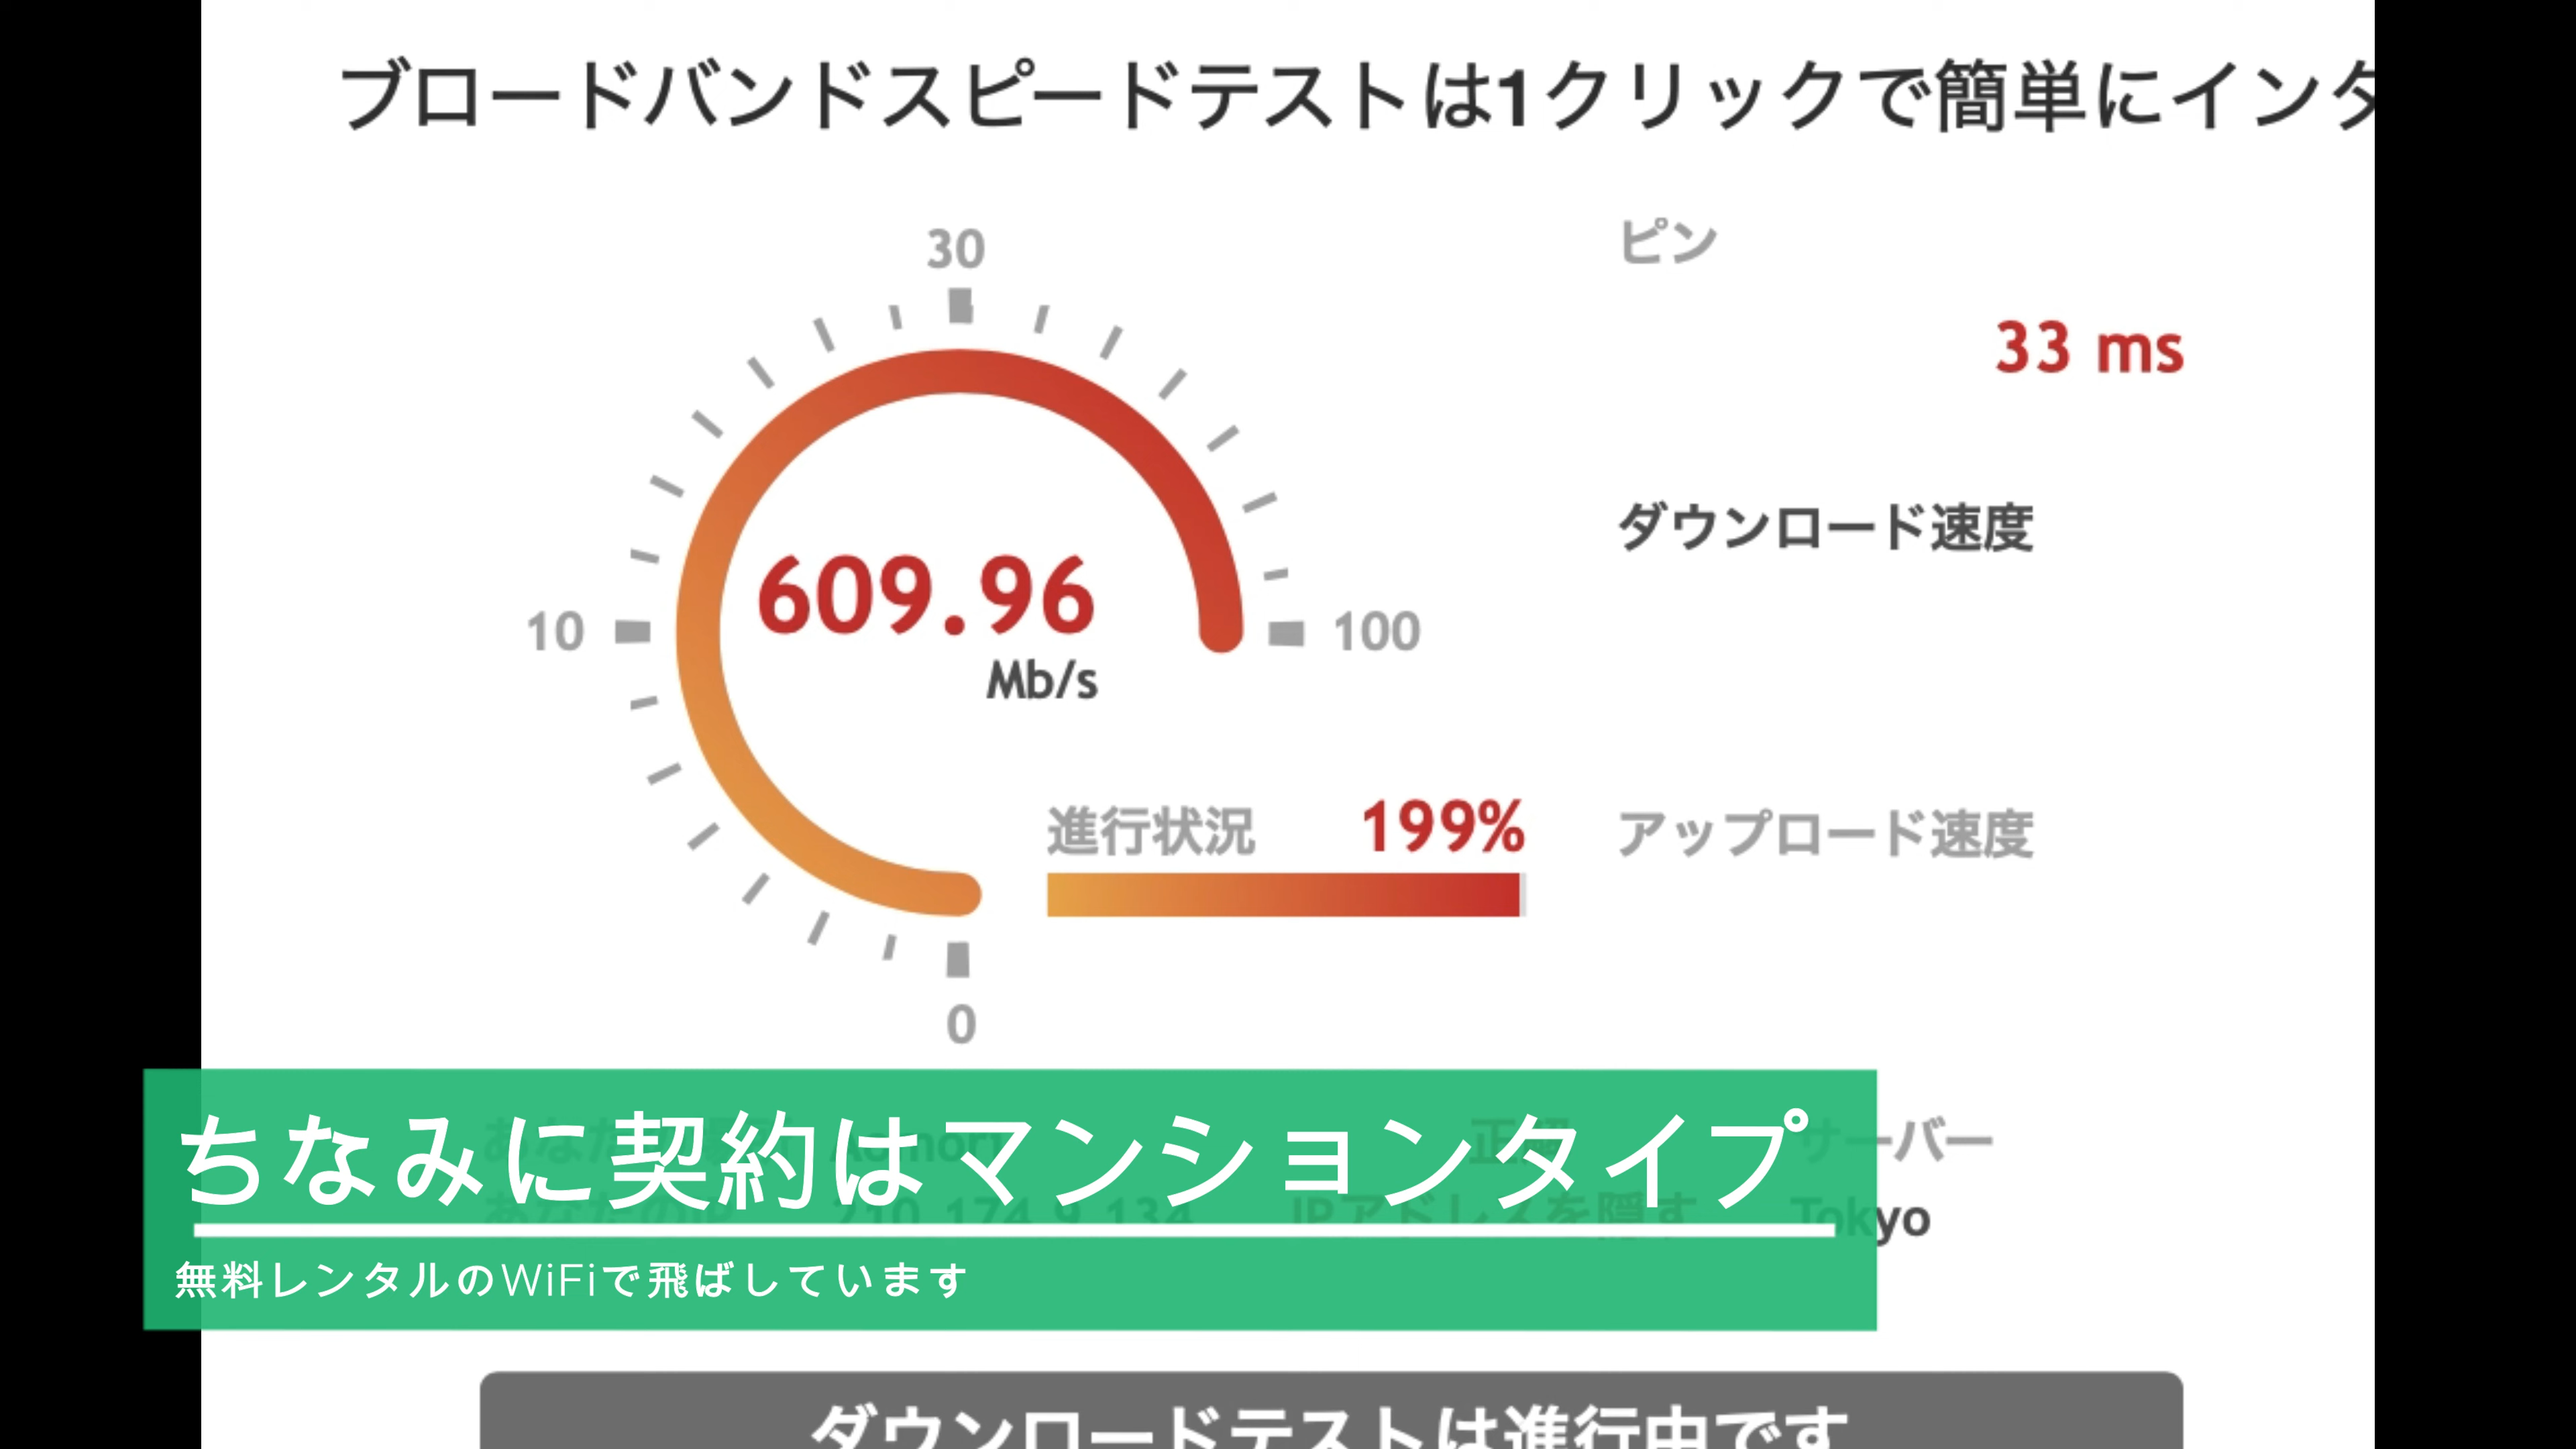 ブロードバンドスピードテストは1クリックで簡単にインタ
30
ピン
33 ms
ダウンロード速度
609.96
Mb/s
10
100
進行状況 199%
アップロード速度
0
ちなみに契約はマンションタイプ
サーバー
Tokyo
無料レンタルのWiFiで飛ばしています
ダウンロードテストは進行中です